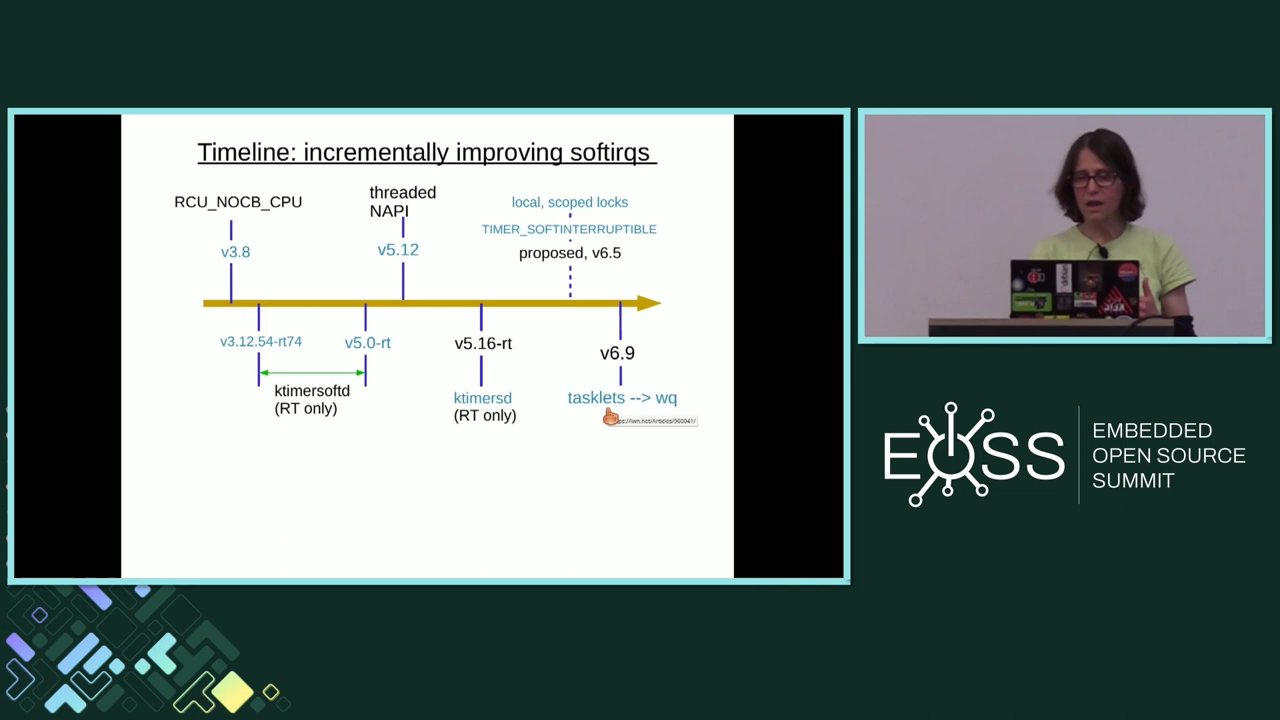 Timeline: incrementally improving softirqs
RCU_NOCB_CPU
threaded
NAPI
local, scoped locks
TIMER_SOFTINTERRUPTIBLE
proposed, v6.5
v3.8
v5.12
v3.12.54-rt74
v5.0-rt
v5.16-rt
v6.9
ktimersoftd
(RT only)
ktimersd
(RT only)
tasklets --> wq
EOSS
EMBEDDED
OPEN SOURCE
SUMMIT